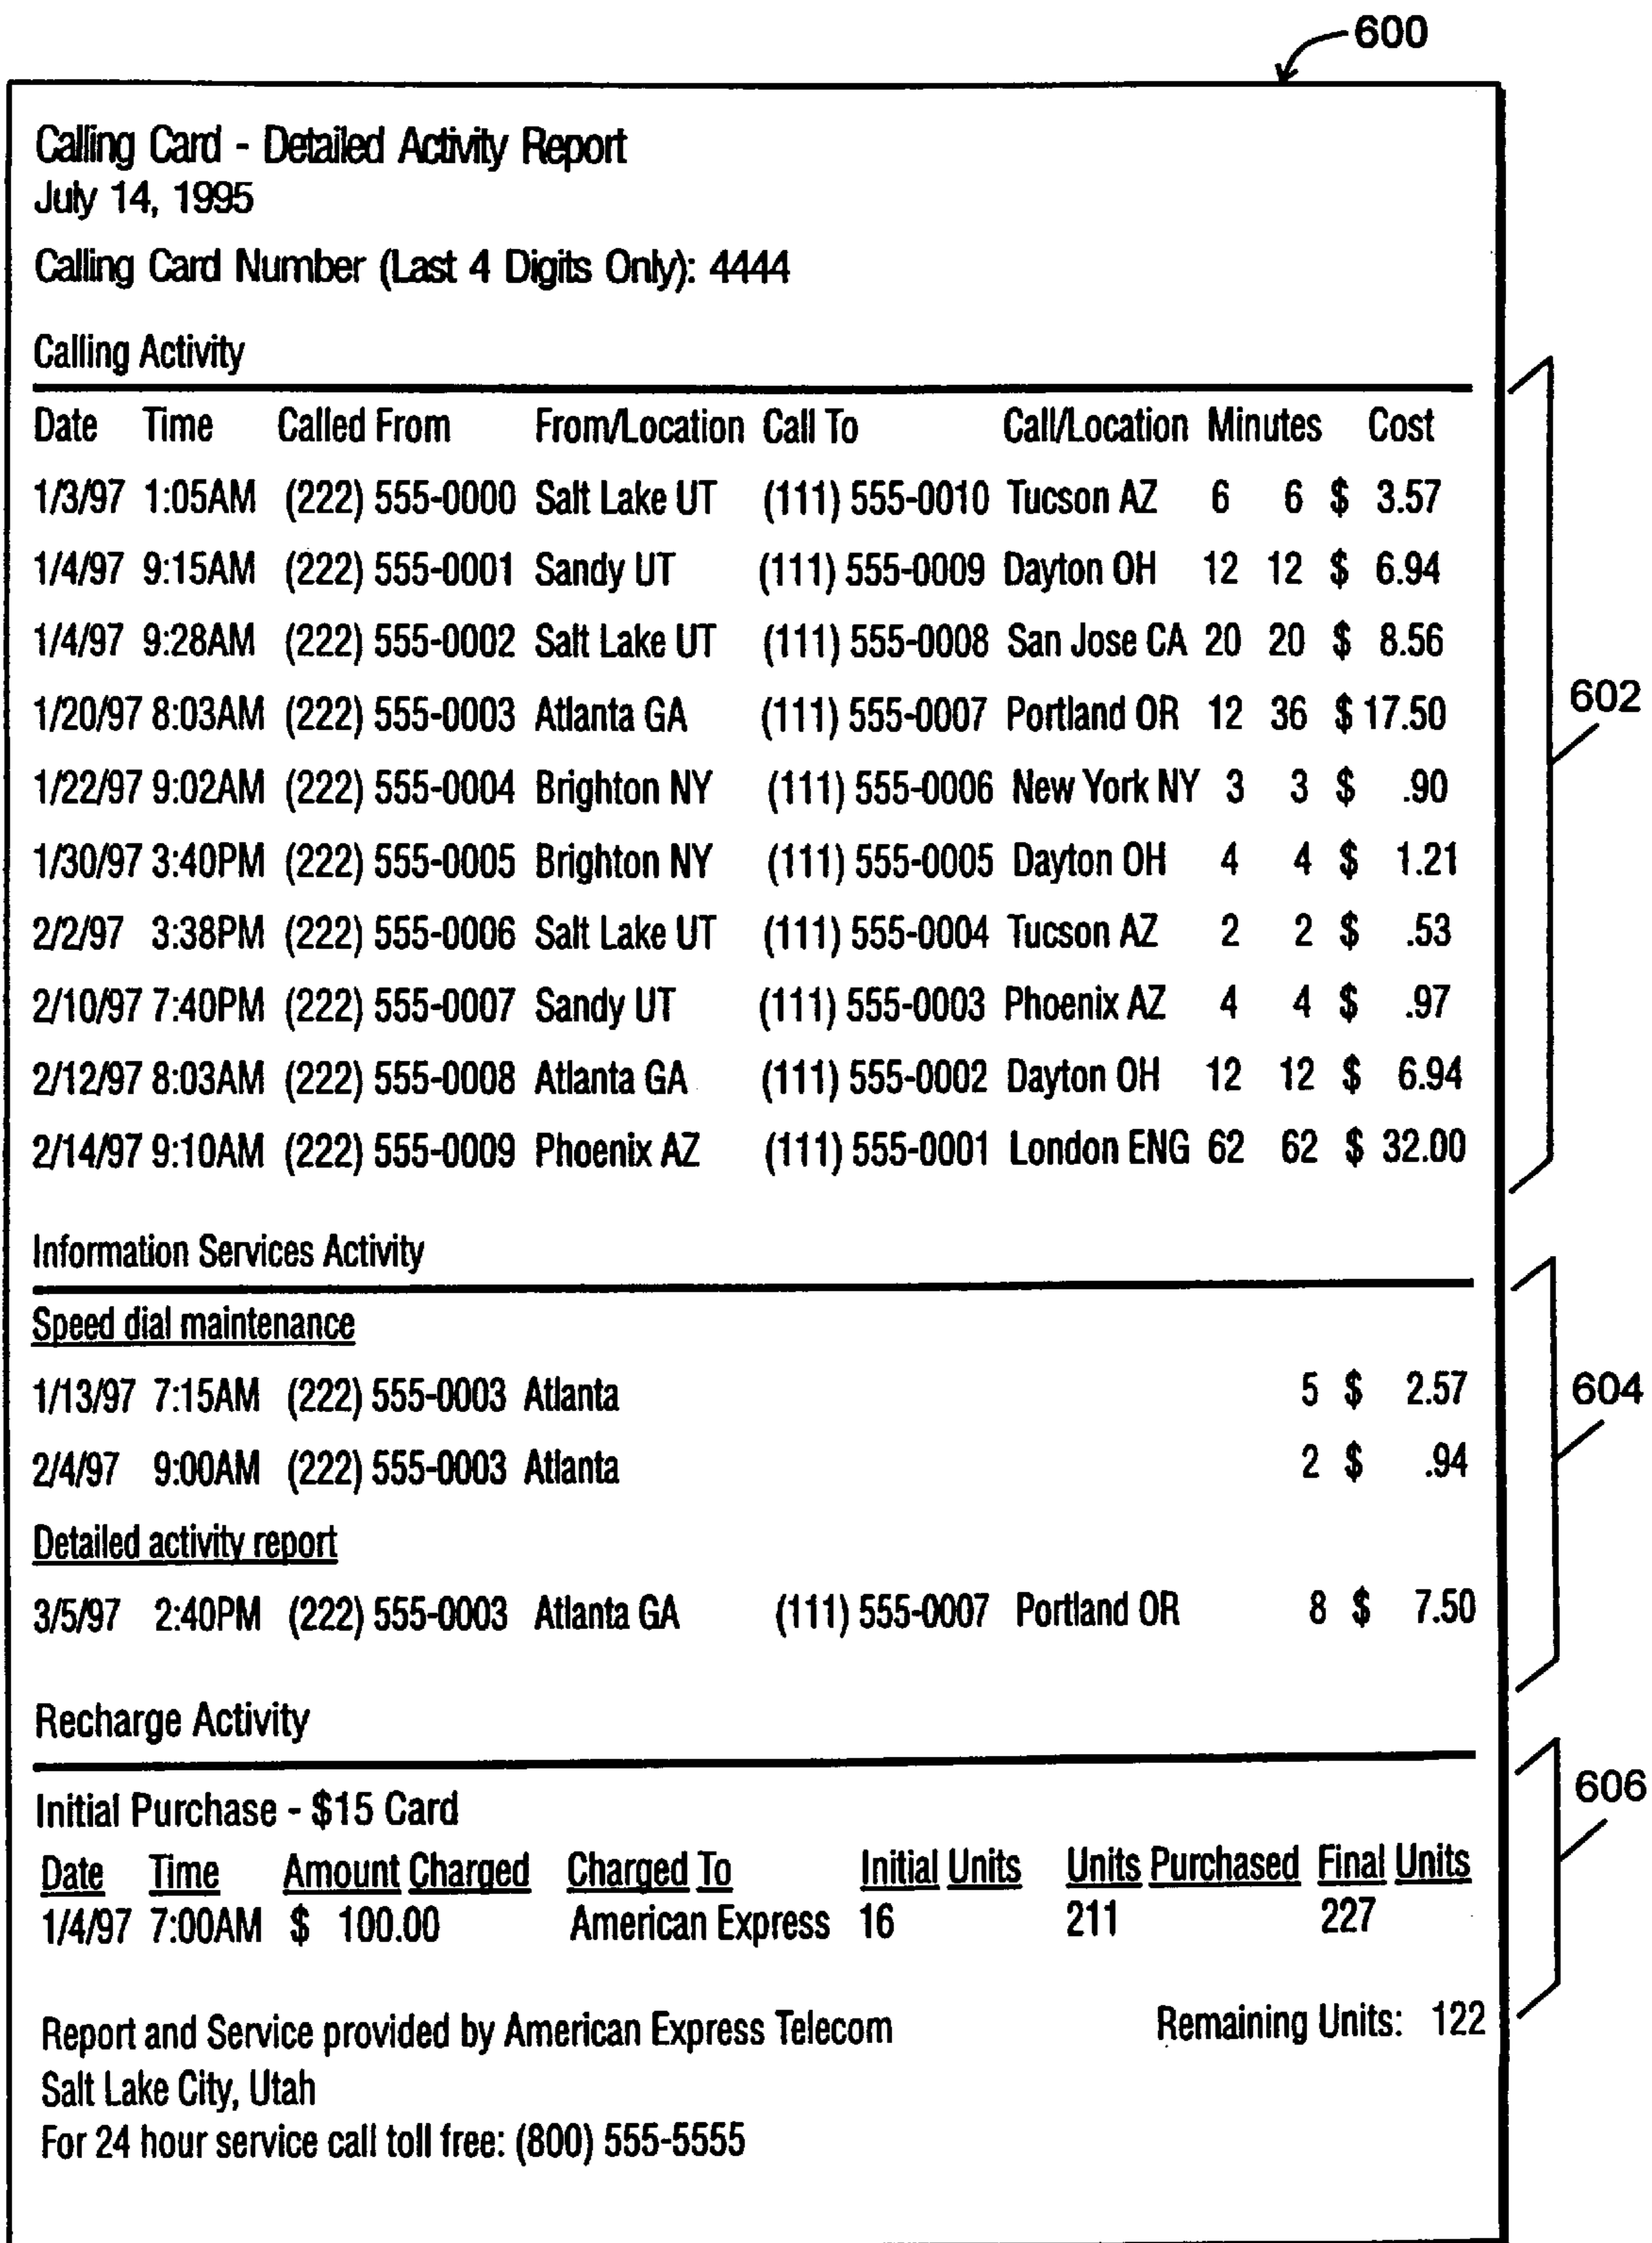 600
Calling Card - Detailed Activity Report
July 14, 1995
Calling Card Number (Last 4 Digits Only): 4444
Calling Activity
Date Time Called From From/Location Call To Call/Location Minutes Cost
1/3/97 1:05AM (222) 555-0000 Salt Lake UT (111) 555-0010 Tucson AZ 6 6 $ 3.57
1/4/97 9:15AM (222) 555-0001 Sandy UT (111) 555-0009 Dayton OH 12 12 $ 6.94
1/4/97 9:28AM (222) 555-0002 Salt Lake UT (111) 555-0008 San Jose CA 20 20 $ 8.56
1/20/97 8:03AM (222) 555-0003 Atlanta GA (111) 555-0007 Portland OR 12 36 $ 17.50
602
1/22/97 9:02AM (222) 555-0004 Brighton NY (111) 555-0006 New York NY 3 3 $ .90
1/30/97 3:40PM (222) 555-0005 Brighton NY (111) 555-0005 Dayton OH 4 4 $ 1.21
2/2/97 3:38PM (222) 555-0006 Salt Lake UT (111) 555-0004 Tucson AZ 2 2 $ .53
2/10/97 7:40PM (222) 555-0007 Sandy UT (111) 555-0003 Phoenix AZ 4 4 $ .97
2/12/97 8:03AM (222) 555-0008 Atlanta GA (111) 555-0002 Dayton OH 12 12 $ 6.94
2/14/97 9:10AM (222) 555-0009 Phoenix AZ (111) 555-0001 London ENG 62 62 $ 32.00
Information Services Activity
Speed dial maintenance
1/13/97 7:15AM (222) 555-0003 Atlanta 5 $ 2.57
604
2/4/97 9:00AM (222) 555-0003 Atlanta 2 $ .94
Detailed activity report
3/5/97 2:40PM (222) 555-0003 Atlanta GA (111) 555-0007 Portland OR 8 $ 7.50
Recharge Activity
606
Initial Purchase - $15 Card
Date Time Amount Charged Charged To Initial Units Units Purchased Final Units
1/4/97 7:00AM $ 100.00 American Express 16 211 227
Report and Service provided by American Express Telecom Remaining Units: 122
Salt Lake City, Utah
For 24 hour service call toll free: (800) 555-5555